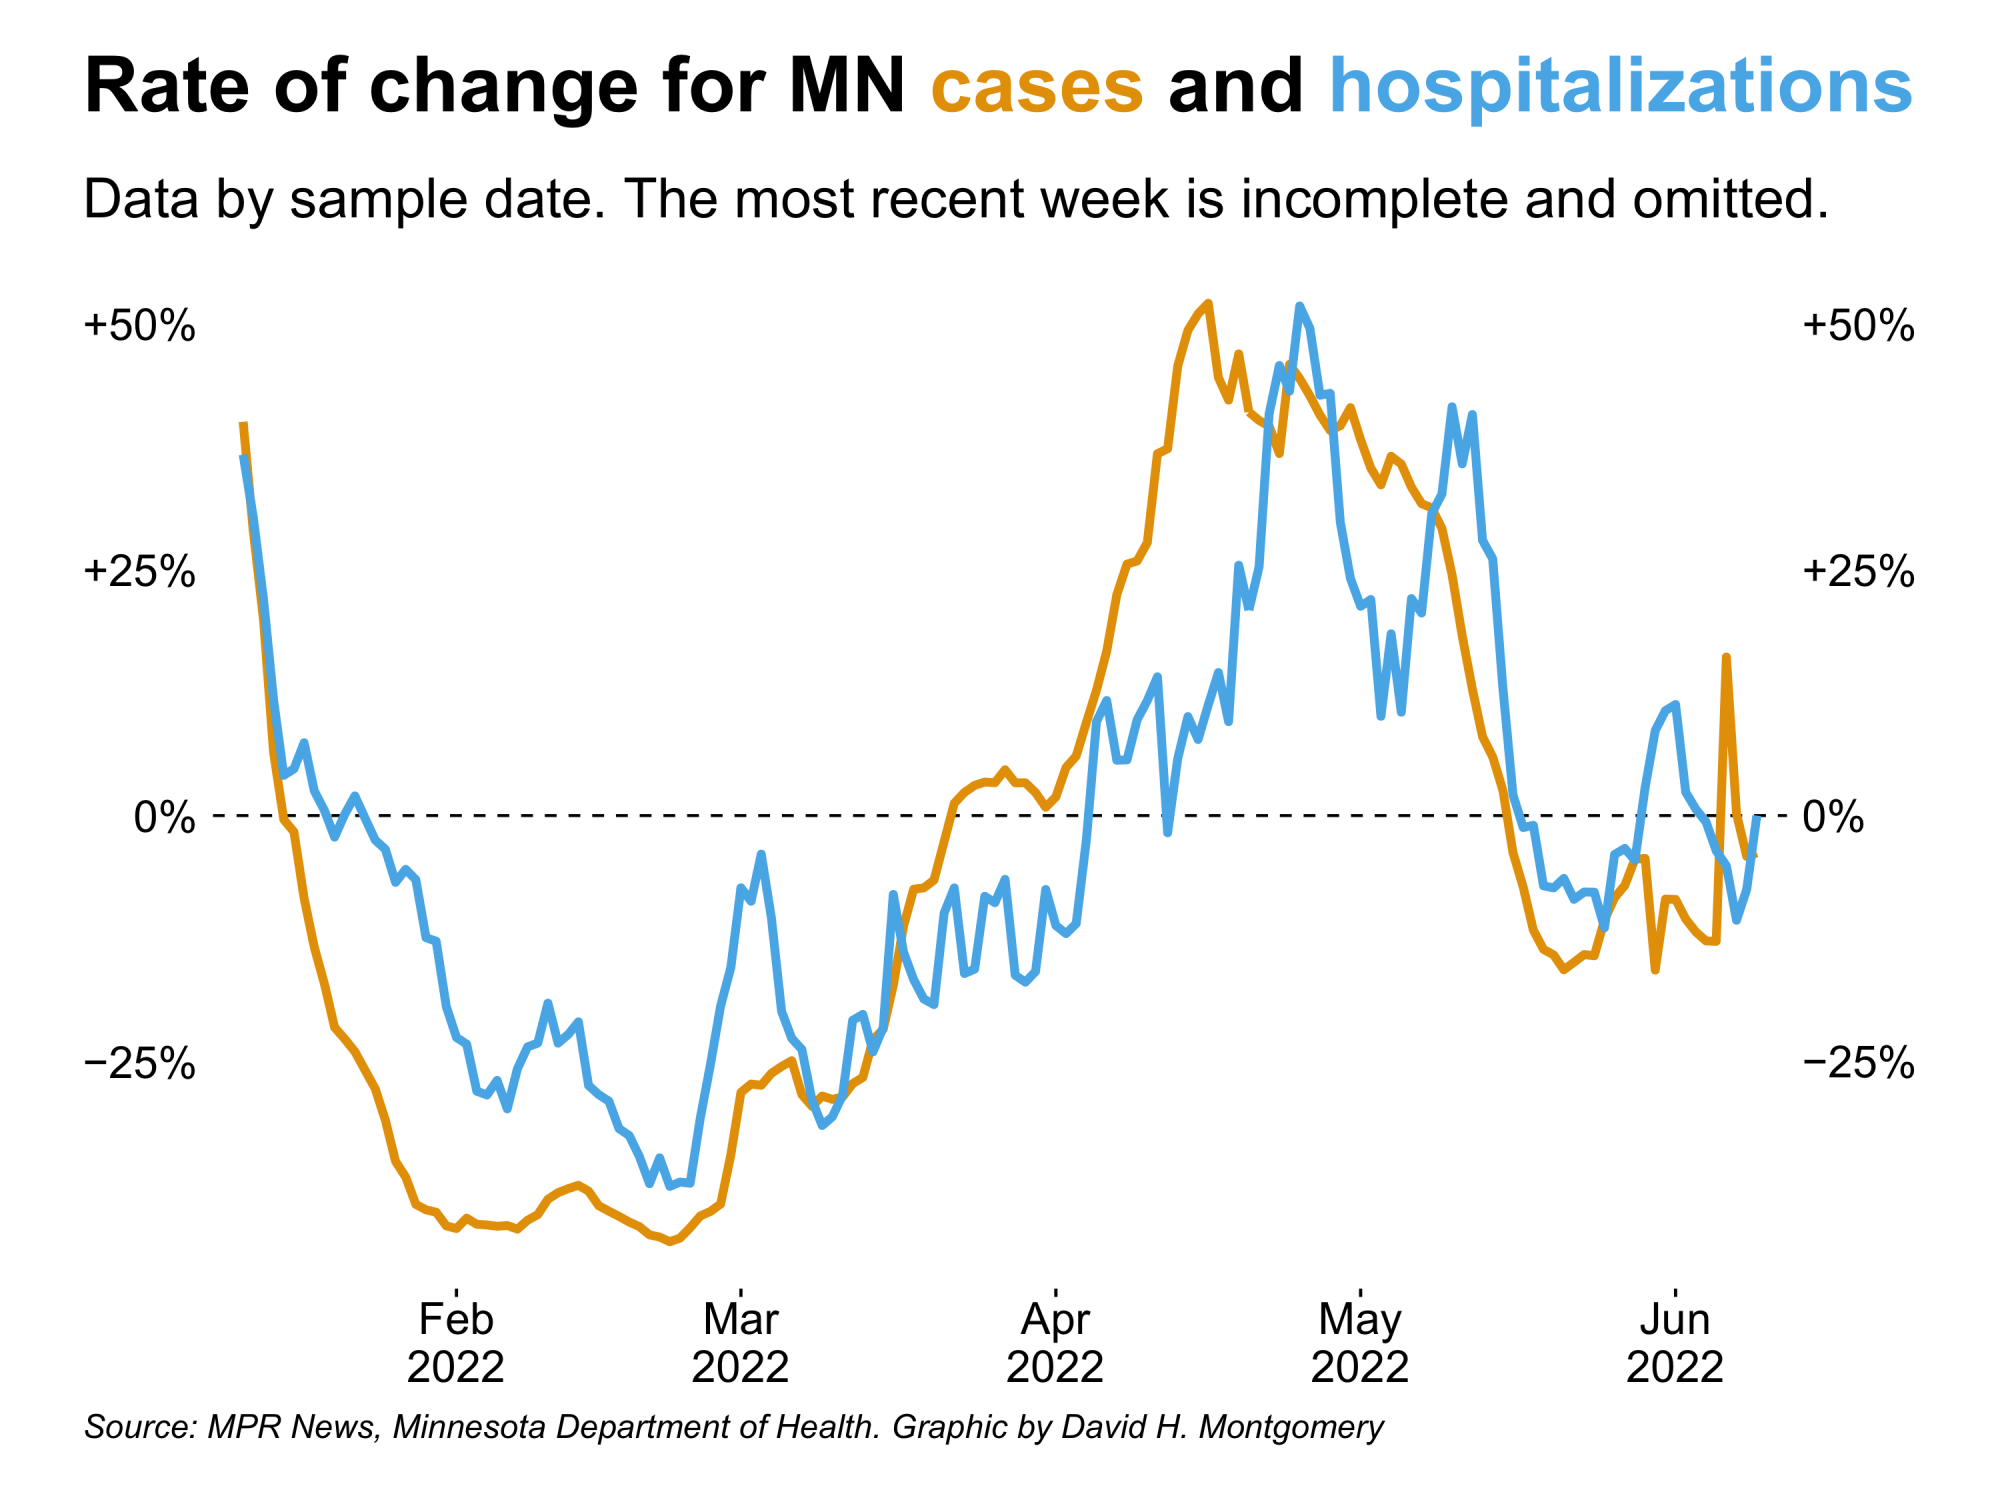 Rate of change for MN cases and hospitalizations
Data by sample date. The most recent week is incomplete and omitted.
+50% +50%
+25% +25%
0% 0%
−25% −25%
Feb Mar Apr May Jun
2022 2022 2022 2022 2022
Source: MPR News, Minnesota Department of Health. Graphic by David H. Montgomery